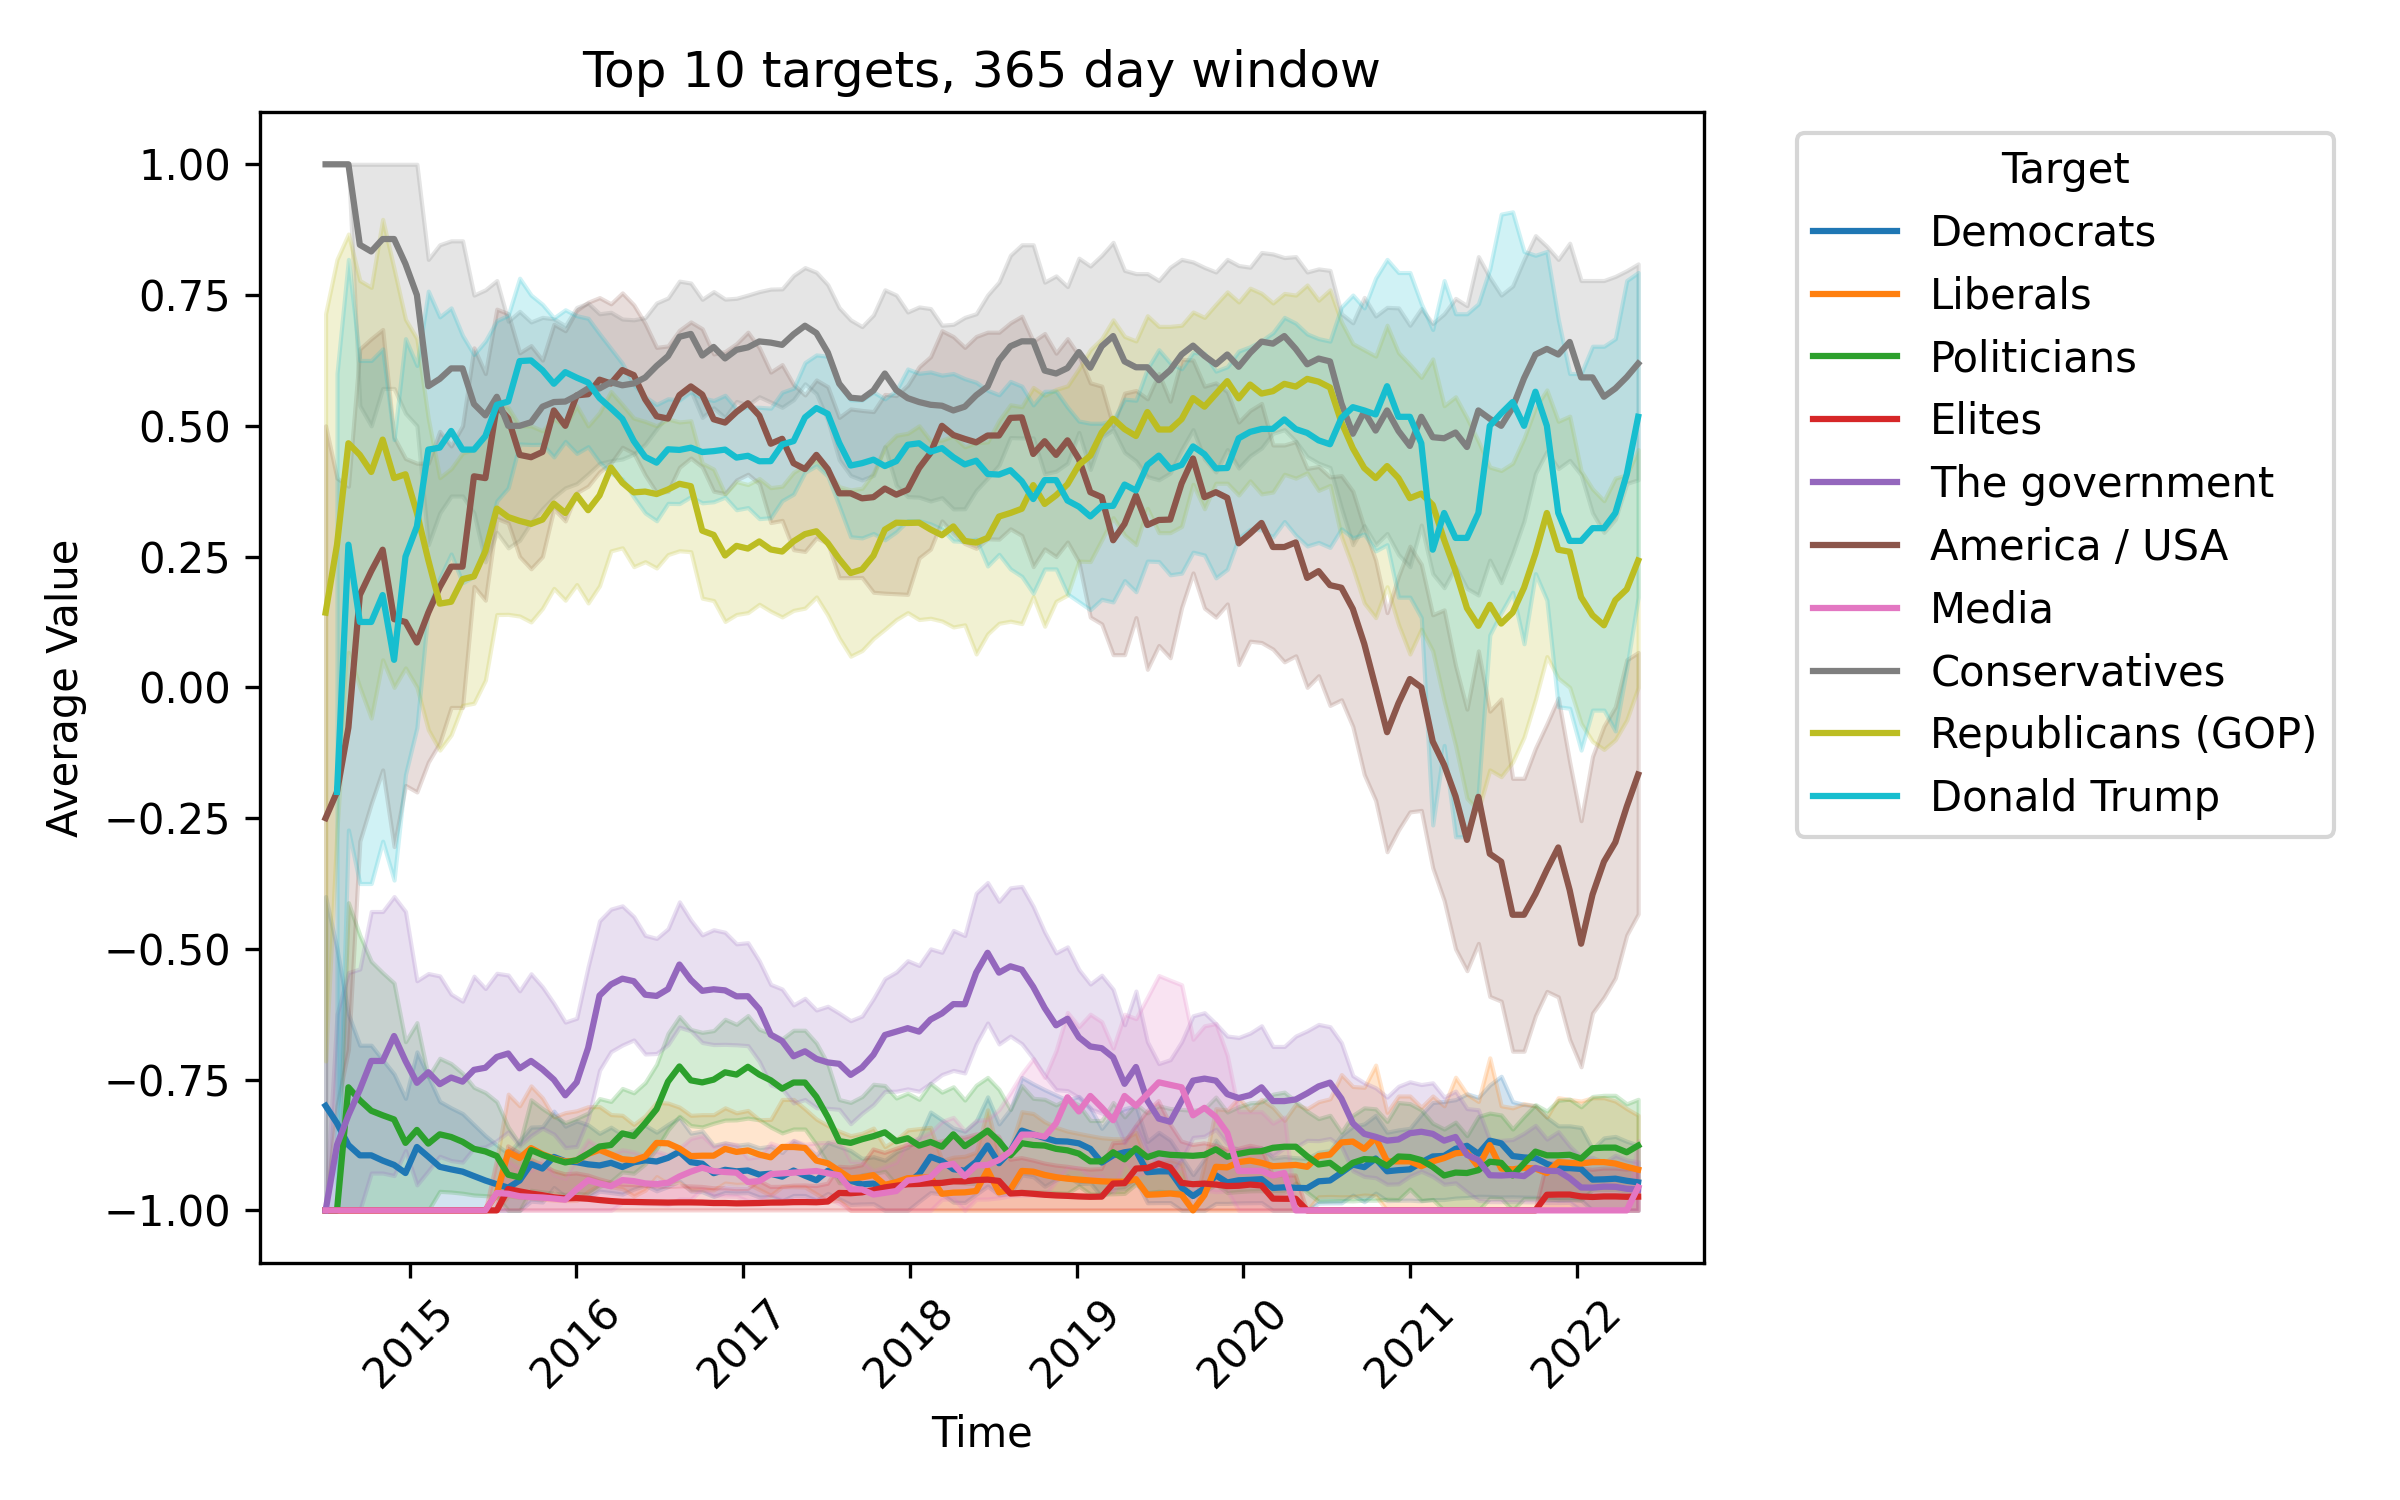 Top 10 targets, 365 day window
Average Value
1.00
0.75
0.50
0.25
0.00
−0.25
−0.50
−0.75
−1.00
2015
2016
2017
2018
2019
2020
2021
2022
Time
Target
Democrats
Liberals
Politicians
Elites
The government
America / USA
Media
Conservatives
Republicans (GOP)
Donald Trump